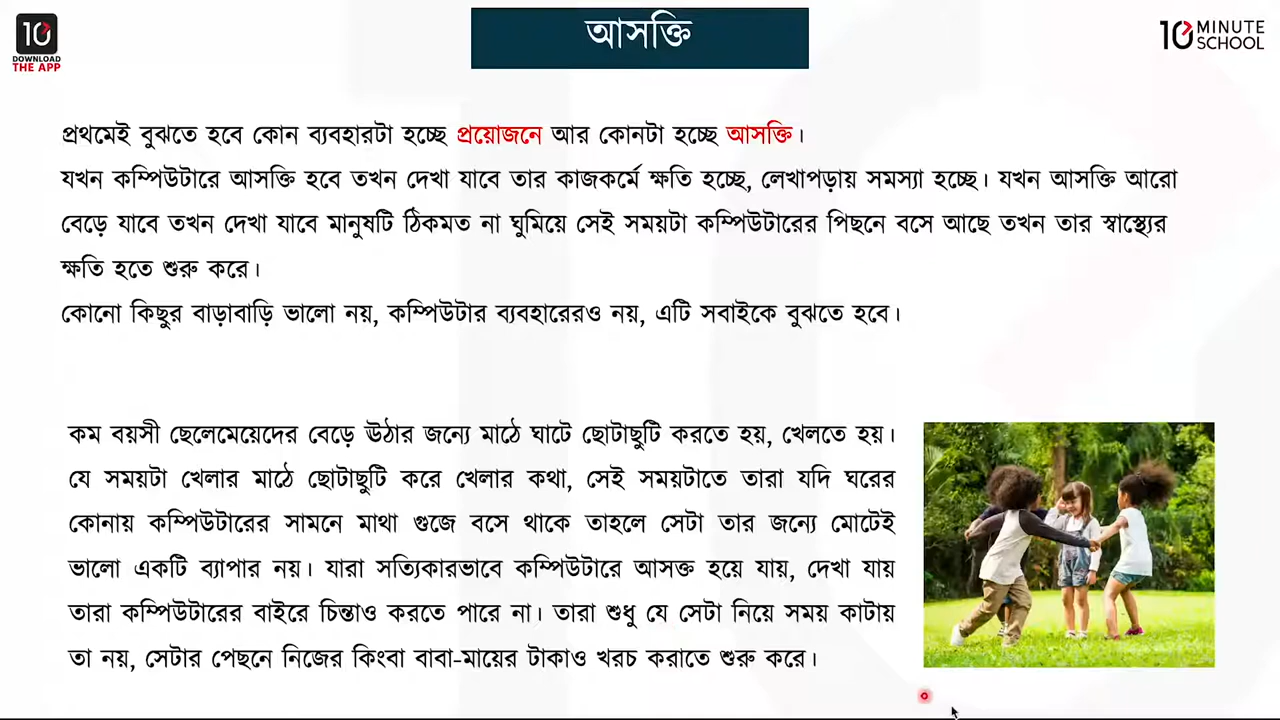 10
DOWNLOAD
THE APP
আসক্তি
10 MINUTE
SCHOOL
প্রথমেই বুঝতে হবে কোন ব্যবহারটা হচ্ছে প্রয়োজনে আর কোনটা হচ্ছে আসক্তি।
যখন কম্পিউটারে আসক্তি হবে তখন দেখা যাবে তার কাজকর্মে ক্ষতি হচ্ছে, লেখাপড়ায় সমস্যা হচ্ছে। যখন আসক্তি আরো
বেড়ে যাবে তখন দেখা যাবে মানুষটি ঠিকমত না ঘুমিয়ে সেই সময়টা কম্পিউটারের পিছনে বসে আছে তখন তার স্বাস্থ্যের
ক্ষতি হতে শুরু করে।
কোনো কিছুর বাড়াবাড়ি ভালো নয়, কম্পিউটার ব্যবহারেরও নয়, এটি সবাইকে বুঝতে হবে।
কম বয়সী ছেলেমেয়েদের বেড়ে ঊঠার জন্যে মাঠে ঘাটে ছোটাছুটি করতে হয়, খেলতে হয়।
যে সময়টা খেলার মাঠে ছোটাছুটি করে খেলার কথা, সেই সময়টাতে তারা যদি ঘরের
কোনায় কম্পিউটারের সামনে মাথা গুজে বসে থাকে তাহলে সেটা তার জন্যে মোটেই
ভালো একটি ব্যাপার নয়। যারা সত্যিকারভাবে কম্পিউটারে আসক্ত হয়ে যায়, দেখা যায়
তারা কম্পিউটারের বাইরে চিন্তাও করতে পারে না। তারা শুধু যে সেটা নিয়ে সময় কাটায়
তা নয়, সেটার পেছনে নিজের কিংবা বাবা-মায়ের টাকাও খরচ করাতে শুরু করে।